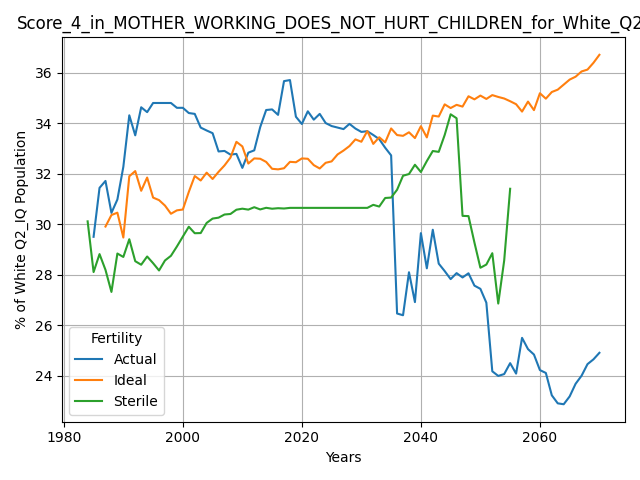 Score_4_in_MOTHER_WORKING_DOES_NOT_HURT_CHILDREN_for_White_Q2
% of White Q2_IQ Population
36
34
32
30
28
26
24
Fertility
Actual
Ideal
Sterile
1980
2000
2020
2040
2060
Years